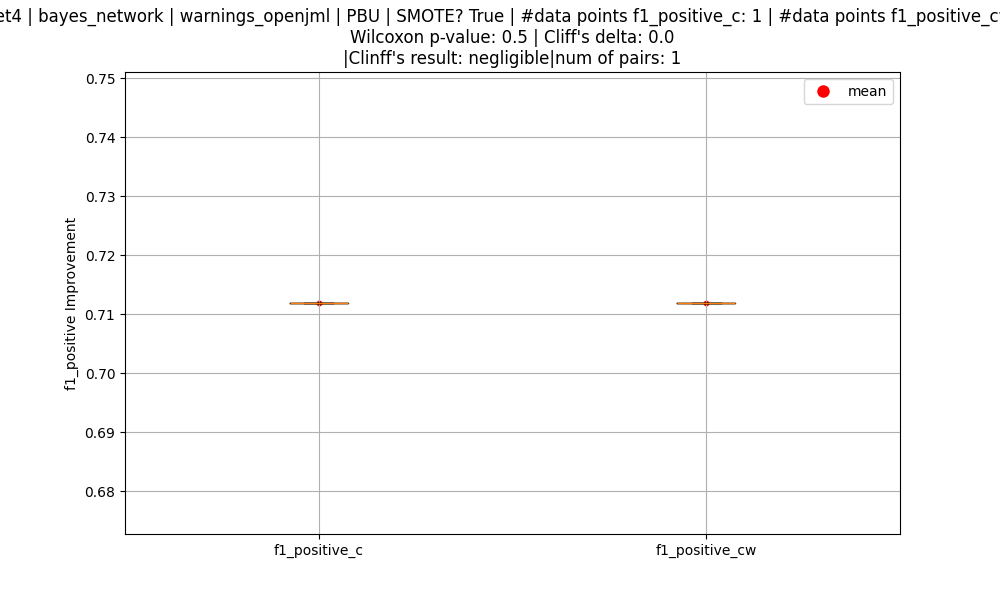 et4 | bayes_network | warnings_openjml | PBU | SMOTE? True | #data points f1_positive_c: 1 | #data points f1_positive_c
Wilcoxon p-value: 0.5 | Cliff's delta: 0.0
|Clinff's result: negligible|num of pairs: 1
mean
0.75
0.74
0.73
0.72
0.71
0.70
0.69
0.68
f1_positive Improvement
f1_positive_c
f1_positive_cw